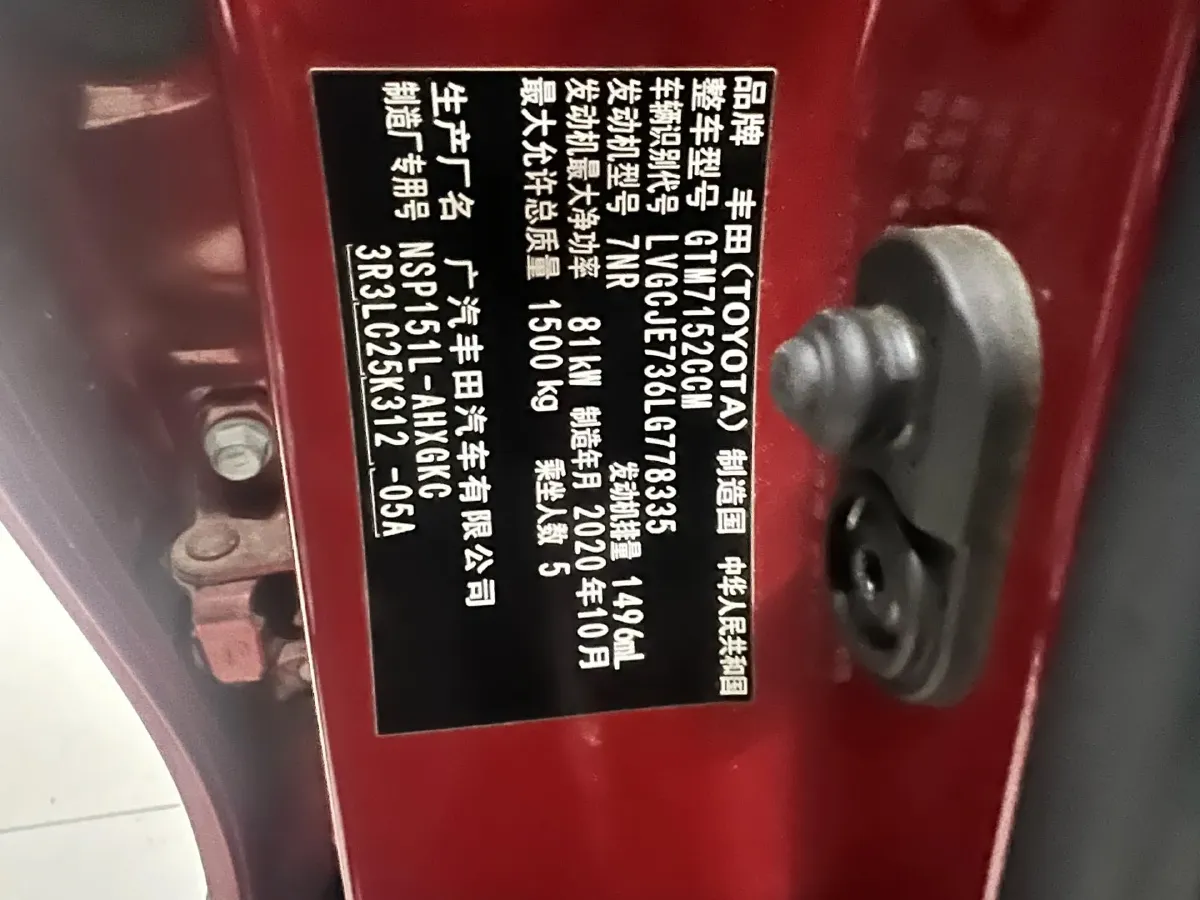 品牌 丰田(TOYOTA) 制造国 中华人民共和国
整车型号 GTM7152CCM
车辆识别代号 LVGCJE736LG778335
发动机型号 7NR 发动机排量 1496mL
发动机最大净功率 81kW 制造年月 2020年10月
最大允许总质量 1500kg 乘坐人数 5
生产厂名 广汽丰田汽车有限公司
制造厂专用号 NSP151L-AHXGKC
3R3LC25K312 -05A